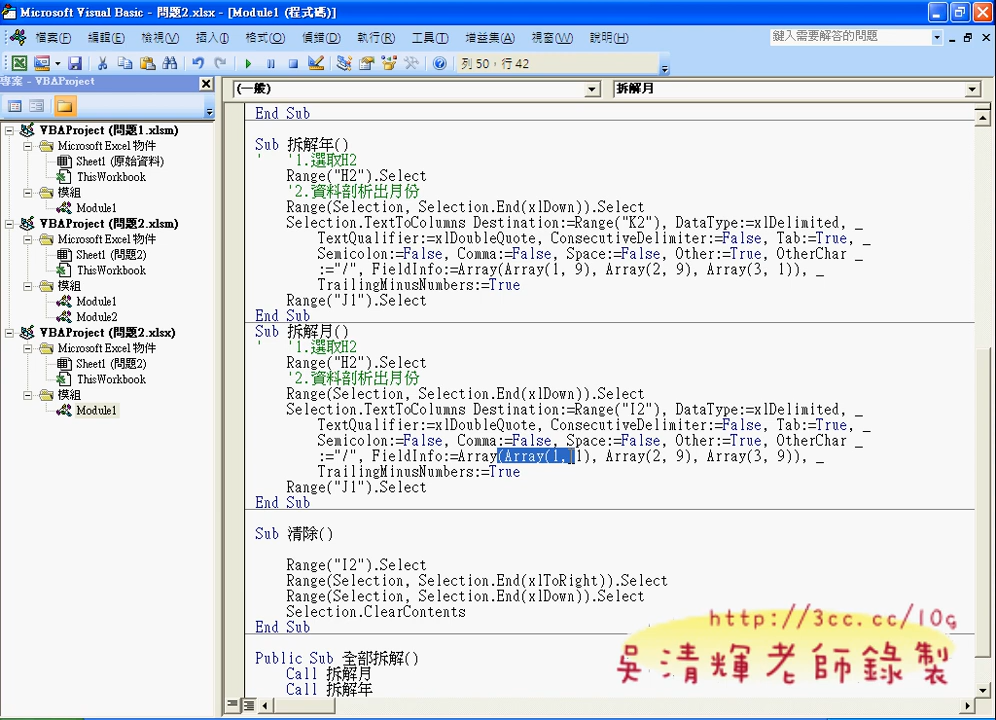 Microsoft Visual Basic - 問題2.xlsx - [Module1 (程式碼)]
檔案(F) 編輯(E) 檢視(V) 插入(I) 格式(O) 偵錯(D) 執行(R) 工具(T) 增益集(A) 視窗(W) 說明(H) 鍵入需要解答的問題
列 50，行 42
專案 - VBAProject
(一般)
拆解月
VBAProject (問題1.xlsm)
Microsoft Excel 物件
Sheet1 (原始資料)
ThisWorkbook
模組
Module1
VBAProject (問題2.xlsm)
Microsoft Excel 物件
Sheet1 (問題2)
ThisWorkbook
模組
Module1
Module2
VBAProject (問題2.xlsx)
Microsoft Excel 物件
Sheet1 (問題2)
ThisWorkbook
模組
Module1
End Sub
Sub 拆解年()
'   '1.選取H2
Range("H2").Select
'2.資料剖析出月份
Range(Selection, Selection.End(xlDown)).Select
Selection.TextToColumns Destination:=Range("K2"), DataType:=xlDelimited, _
TextQualifier:=xlDoubleQuote, ConsecutiveDelimiter:=False, Tab:=True, _
Semicolon:=False, Comma:=False, Space:=False, Other:=True, OtherChar _
:="/", FieldInfo:=Array(Array(1, 9), Array(2, 9), Array(3, 1)), _
TrailingMinusNumbers:=True
Range("J1").Select
End Sub
Sub 拆解月()
'   '1.選取H2
Range("H2").Select
'2.資料剖析出月份
Range(Selection, Selection.End(xlDown)).Select
Selection.TextToColumns Destination:=Range("I2"), DataType:=xlDelimited, _
TextQualifier:=xlDoubleQuote, ConsecutiveDelimiter:=False, Tab:=True, _
Semicolon:=False, Comma:=False, Space:=False, Other:=True, OtherChar _
:="/", FieldInfo:=Array(Array(1, 1), Array(2, 9), Array(3, 9)), _
TrailingMinusNumbers:=True
Range("J1").Select
End Sub
Sub 清除()
Range("I2").Select
Range(Selection, Selection.End(xlToRight)).Select
Range(Selection, Selection.End(xlDown)).Select
Selection.ClearContents
End Sub
Public Sub 全部拆解()
Call 拆解月
Call 拆解年
http://3cc.cc/10g
吳清輝老師錄製